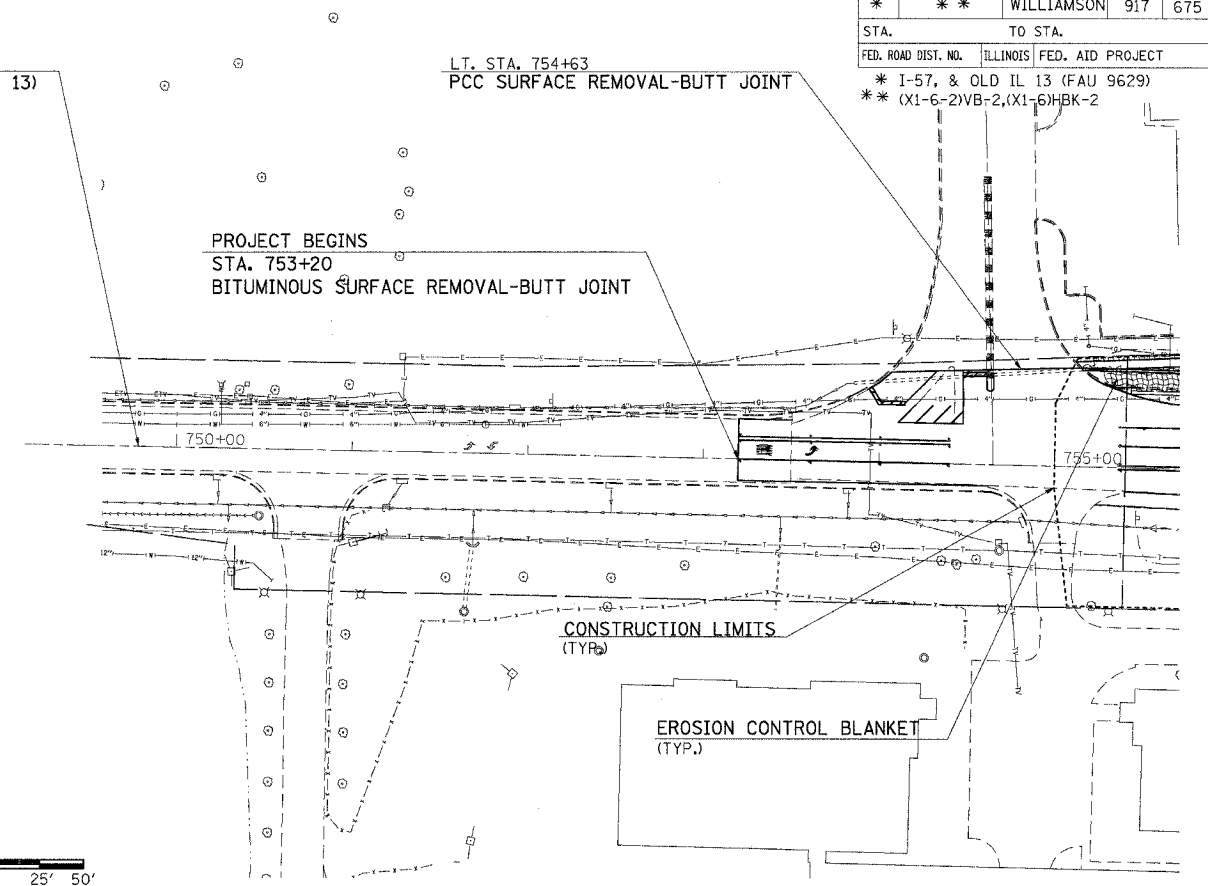 * * * WILLIAMSON 917 675
STA. TO STA.
FED. ROAD DIST. NO. ILLINOIS FED. AID PROJECT
* I-57, & OLD IL 13 (FAU 9629)
** (X1-6-2)VB-2,(X1-6)HBK-2
13)
LT. STA. 754+63
PCC SURFACE REMOVAL-BUTT JOINT
PROJECT BEGINS
STA. 753+20
BITUMINOUS SURFACE REMOVAL-BUTT JOINT
750+00
755+00
CONSTRUCTION LIMITS
(TYP.)
EROSION CONTROL BLANKET
(TYP.)
25' 50'